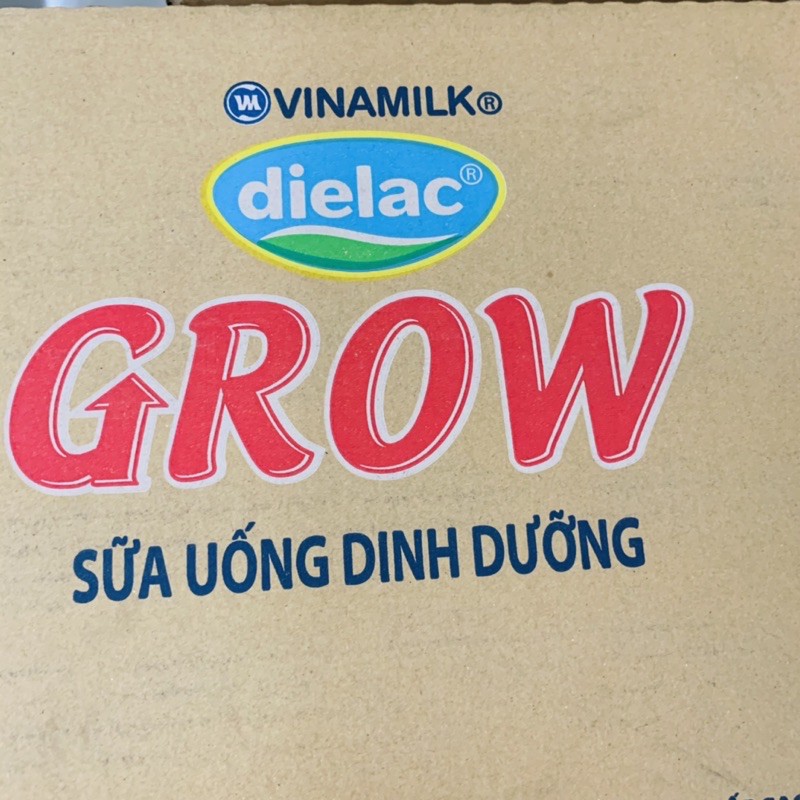 VINAMILK®
dielac®
GROW
SỮA UỐNG DINH DƯỠNG